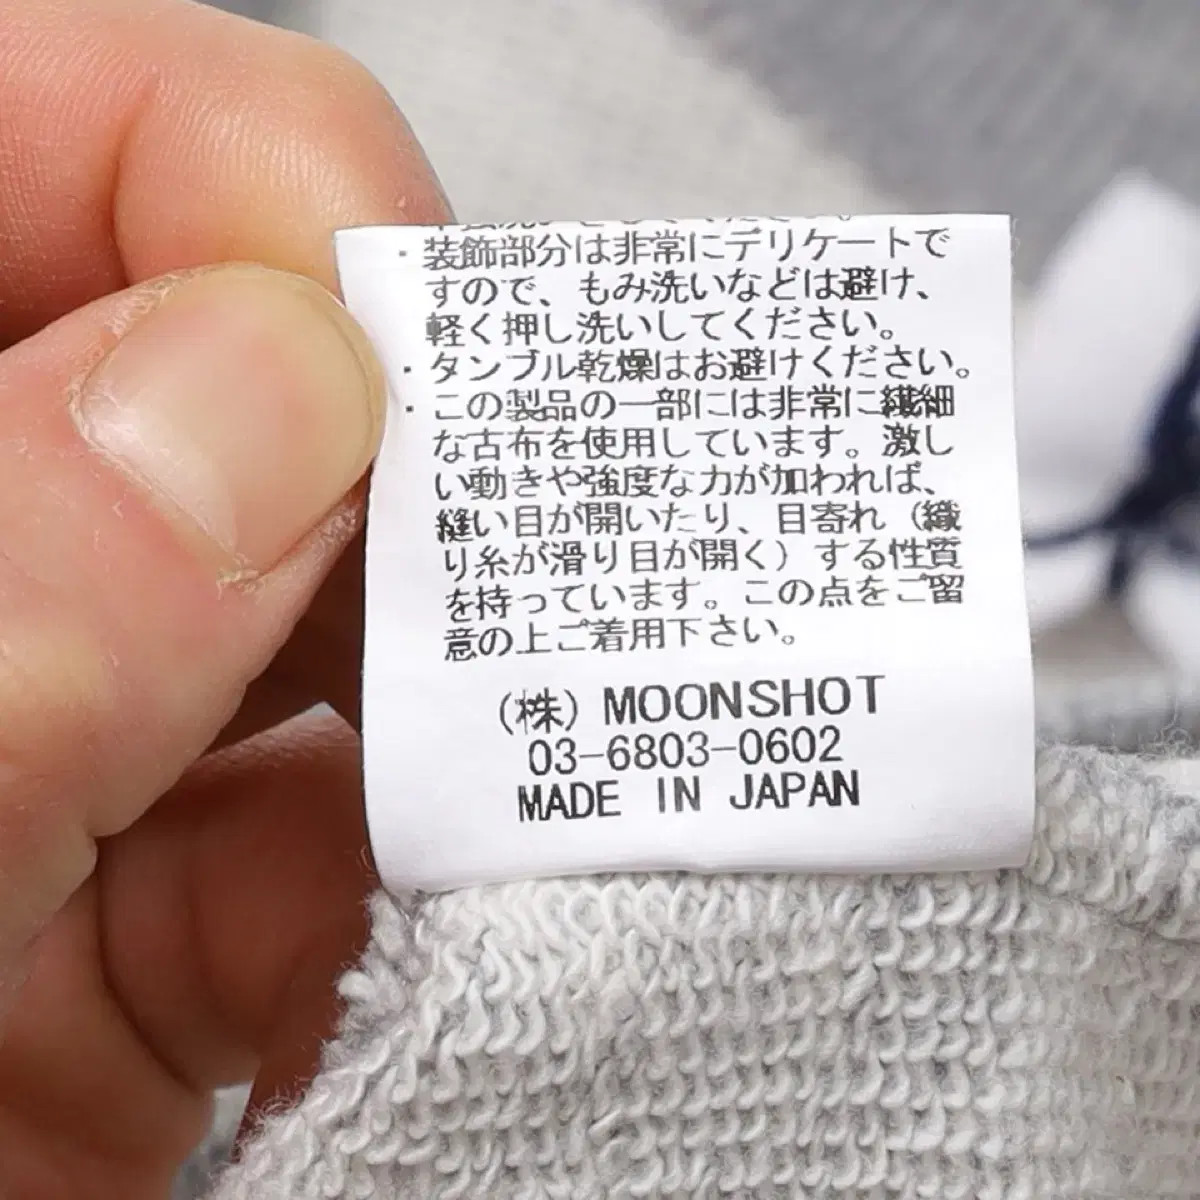 ・装飾部分は非常にデリケートで
すので、もみ洗いなどは避け、
軽く押し洗いしてください。
・タンブル乾燥はお避けください。
・この製品の一部には非常に繊細
な古布を使用しています。激し
い動きや強度な力が加われば、
縫い目が開いたり、目寄れ（織
り糸が滑り目が開く）する性質
を持っています。この点をご留
意の上ご着用下さい。
(株) MOONSHOT
03-6803-0602
MADE IN JAPAN